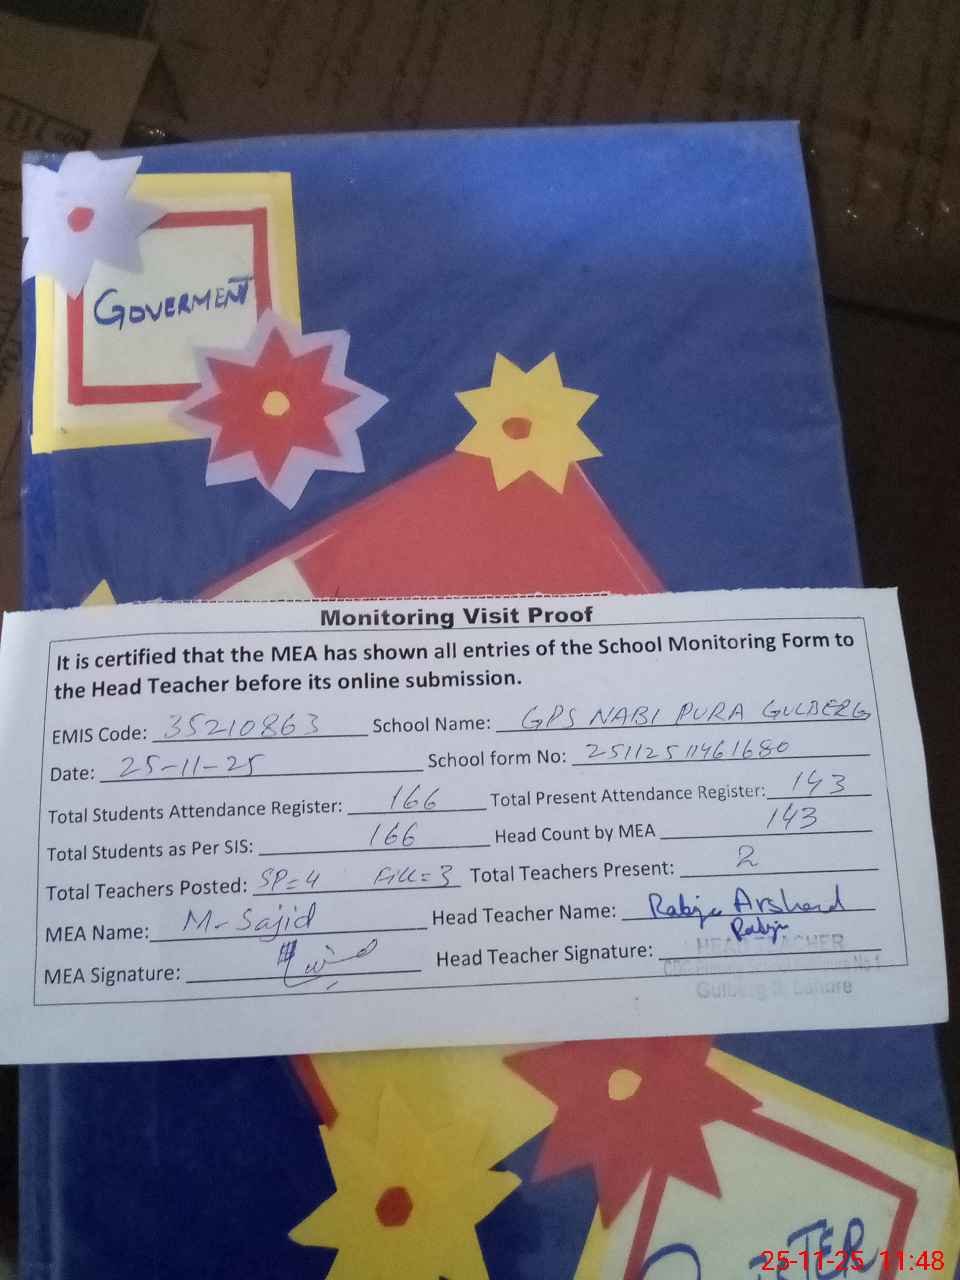 GOVERMENT
Monitoring Visit Proof
It is certified that the MEA has shown all entries of the School Monitoring Form to
the Head Teacher before its online submission.
EMIS Code: 35210863 School Name: GPS NABI PURA GULBERG
Date: 25-11-25 School form No: 25112511461680
Total Students Attendance Register: 166 Total Present Attendance Register: 143
Total Students as Per SIS: 166 Head Count by MEA 143
Total Teachers Posted: SP=4 Fill=3 Total Teachers Present: 2
MEA Name: M-Sajid Head Teacher Name: Rabja Arshad
MEA Signature: Head Teacher Signature: Rabja
HEAD TEACHER
Gulberg Lahore
25-11-25 11:48